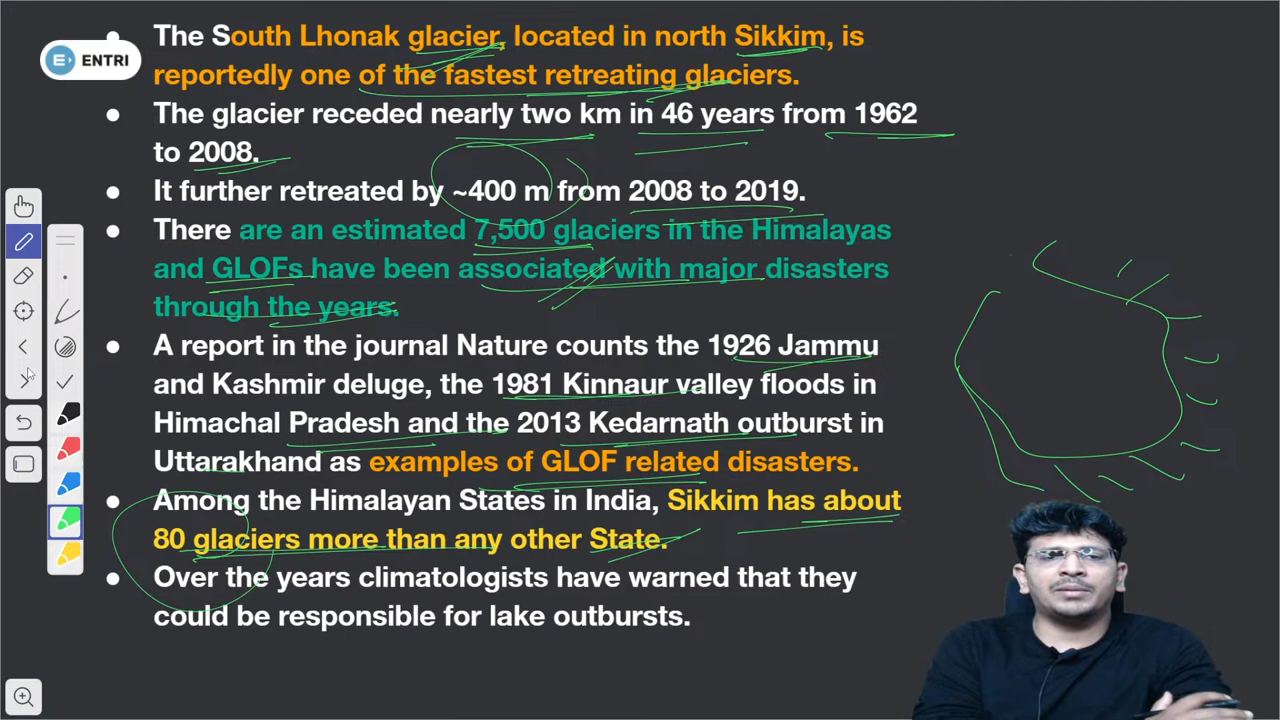 The South Lhonak glacier, located in north Sikkim, is
reportedly one of the fastest retreating glaciers.
ENTRI
The glacier receded nearly two km in 46 years from 1962
to 2008.
It further retreated by ~400 m from 2008 to 2019.
There are an estimated 7,500 glaciers in the Himalayas
and GLOFs have been associated with major disasters
through the years.
A report in the journal Nature counts the 1926 Jammu
and Kashmir deluge, the 1981 Kinnaur valley floods in
Himachal Pradesh and the 2013 Kedarnath outburst in
Uttarakhand as examples of GLOF related disasters.
Among the Himalayan States in India, Sikkim has about
80 glaciers more than any other State.
Over the years climatologists have warned that they
could be responsible for lake outbursts.